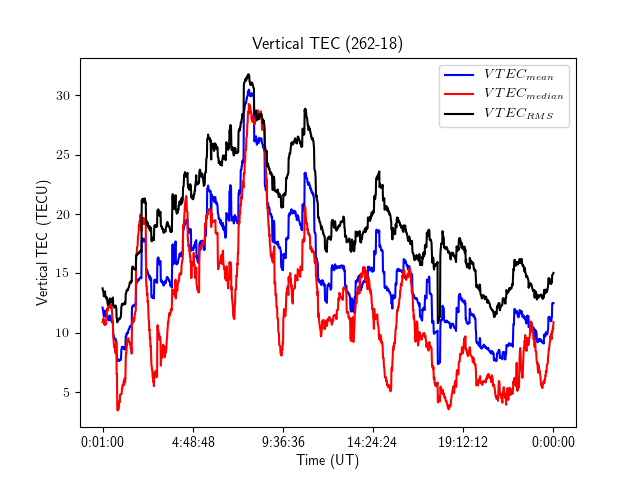 Vertical TEC (262-18)
VTEC_mean
VTEC_median
VTEC_RMS
Vertical TEC (TECU)
30
25
20
15
10
5
0:01:00 4:48:48 9:36:36 14:24:24 19:12:12 0:00:00
Time (UT)